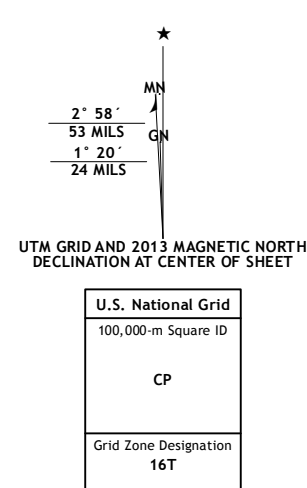 ★
MN
2° 58´
53 MILS
GN
1° 20´
24 MILS
UTM GRID AND 2013 MAGNETIC NORTH
DECLINATION AT CENTER OF SHEET
U.S. National Grid
100,000-m Square ID
CP
Grid Zone Designation
16T